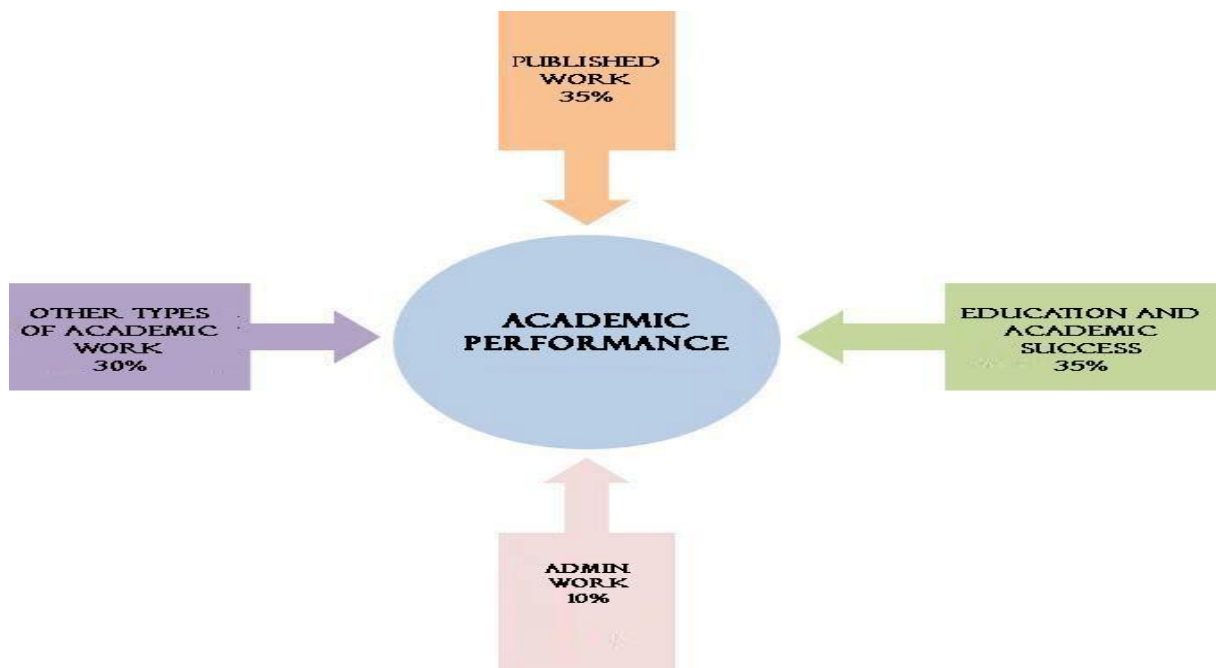 PUBLISHED
WORK
35%
OTHER TYPES
OF ACADEMIC
WORK
30%
ACADEMIC
PERFORMANCE
EDUCATION AND
ACADEMIC
SUCCESS
35%
ADMIN
WORK
10%